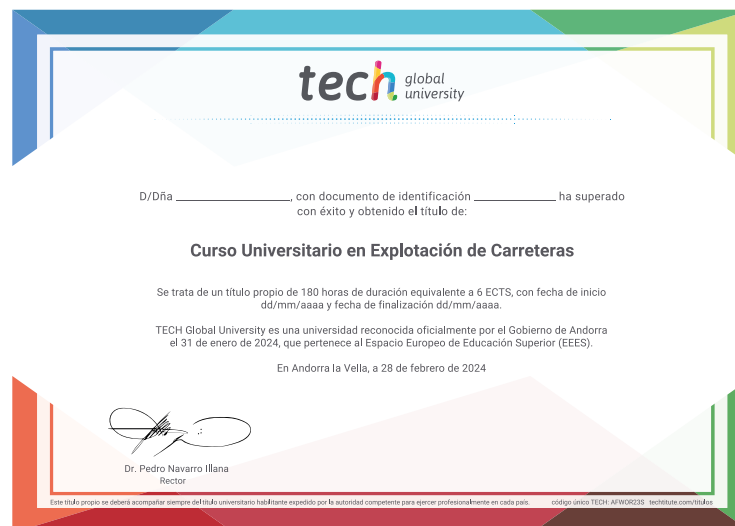 tech global university
D/Dña ____________________, con documento de identificación ______________ ha superado
con éxito y obtenido el título de:
Curso Universitario en Explotación de Carreteras
Se trata de un título propio de 180 horas de duración equivalente a 6 ECTS, con fecha de inicio
dd/mm/aaaa y fecha de finalización dd/mm/aaaa.
TECH Global University es una universidad reconocida oficialmente por el Gobierno de Andorra
el 31 de enero de 2024, que pertenece al Espacio Europeo de Educación Superior (EEES).
En Andorra la Vella, a 28 de febrero de 2024
Dr. Pedro Navarro Illana
Rector
Este título propio se deberá acompañar siempre del título universitario habilitante expedido por la autoridad competente para ejercer profesionalmente en cada país. código único TECH: AFWOR23S techtitute.com/titulos